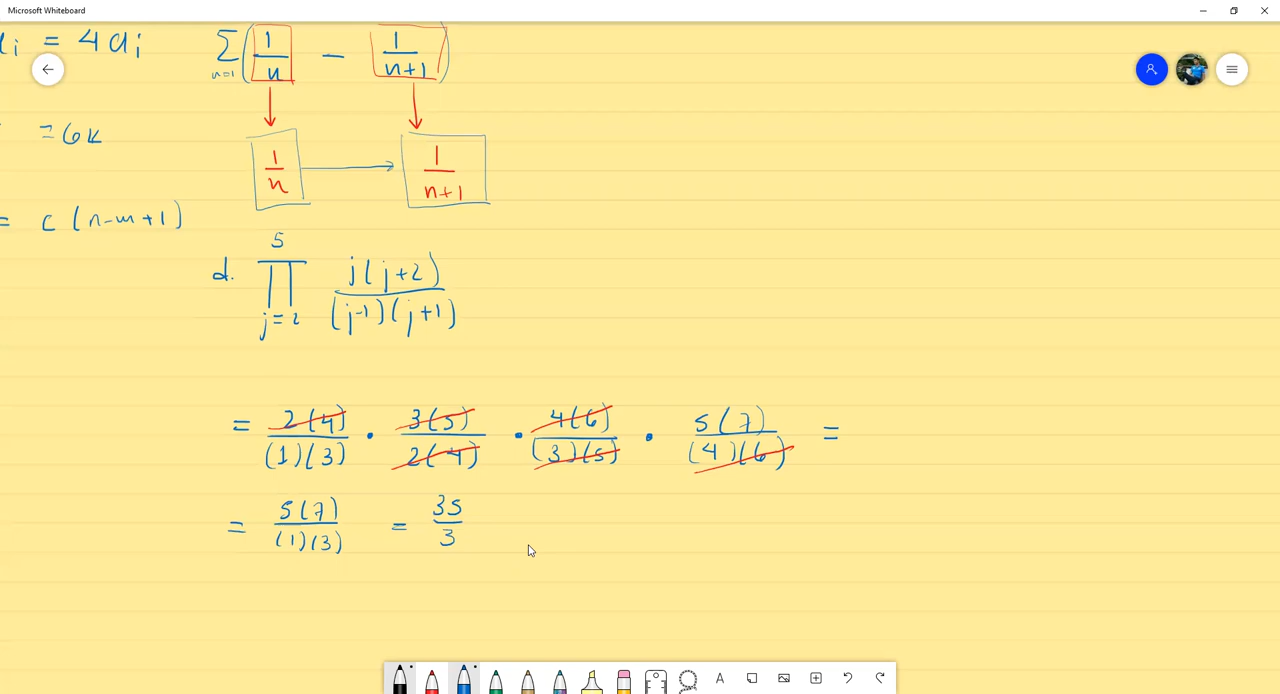 Microsoft Whiteboard
i = 4 a i
∑ n=1 ( 1/n − 1/n+1 )
= 6k
1/n → 1/n+1
= c (n-m+1)
d. ∏ j=2 5 j(j+2)/(j-1)(j+1)
= 2(4)/(1)(3) · 3(5)/2(4) · 4(6)/(3)(5) · 5(7)/(4)(6) =
= 5(7)/(1)(3) = 35/3
A